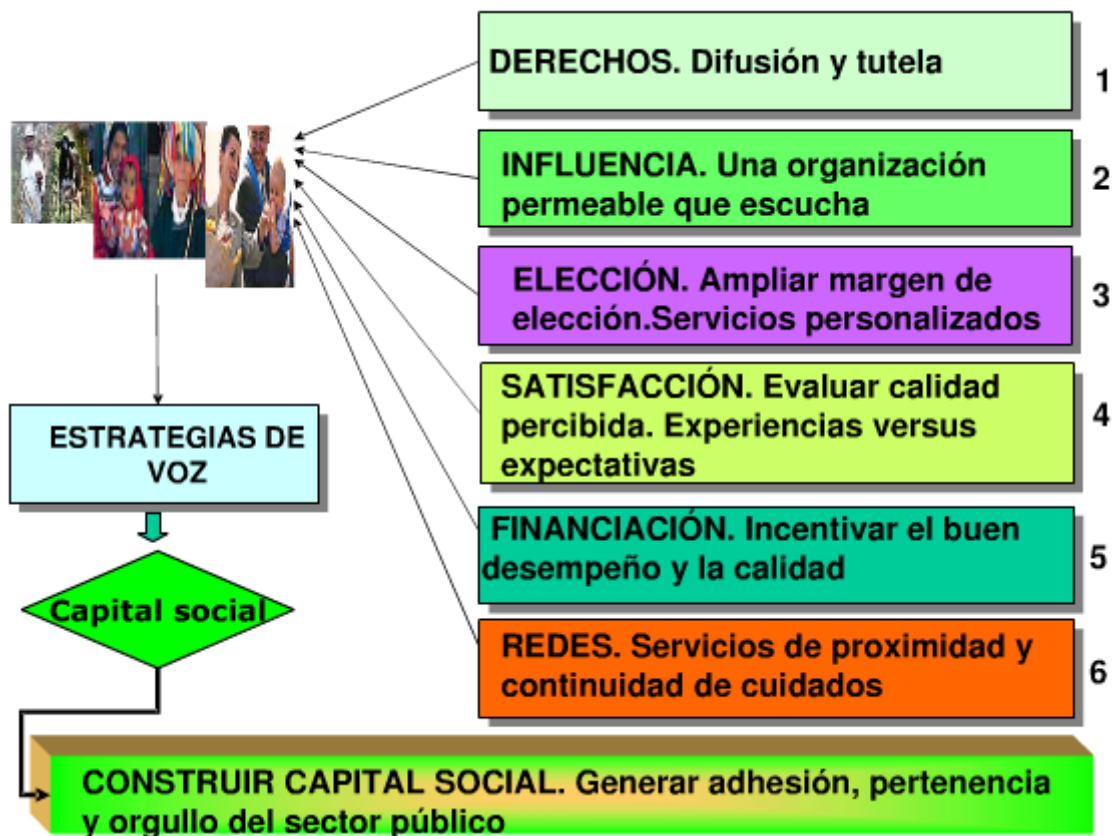 DERECHOS. Difusión y tutela
1
INFLUENCIA. Una organización
permeable que escucha
2
ELECCIÓN. Ampliar margen de
elección.Servicios personalizados
3
SATISFACCIÓN. Evaluar calidad
percibida. Experiencias versus
expectativas
4
FINANCIACIÓN. Incentivar el buen
desempeño y la calidad
5
REDES. Servicios de proximidad y
continuidad de cuidados
6
ESTRATEGIAS DE
VOZ
Capital social
CONSTRUIR CAPITAL SOCIAL. Generar adhesión, pertenencia
y orgullo del sector público